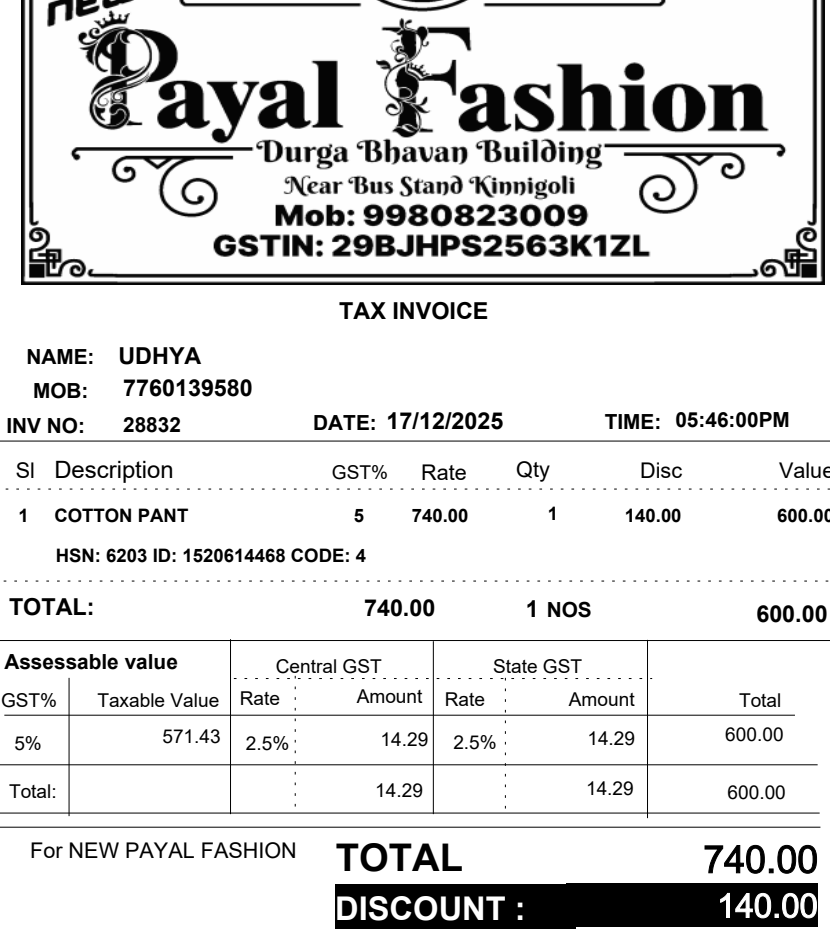 new
Payal Fashion
Durga Bhavan Building
Near Bus Stand Kinnigoli
Mob: 9980823009
GSTIN: 29BJHPS2563K1ZL
TAX INVOICE
NAME: UDHYA
MOB: 7760139580
INV NO: 28832 DATE: 17/12/2025 TIME: 05:46:00PM
Sl Description GST% Rate Qty Disc Value
1 COTTON PANT 5 740.00 1 140.00 600.00
HSN: 6203 ID: 1520614468 CODE: 4
TOTAL: 740.00 1 NOS 600.00
Assessable value Central GST State GST
GST% Taxable Value Rate Amount Rate Amount Total
5% 571.43 2.5% 14.29 2.5% 14.29 600.00
Total: 14.29 14.29 600.00
For NEW PAYAL FASHION TOTAL 740.00
DISCOUNT : 140.00